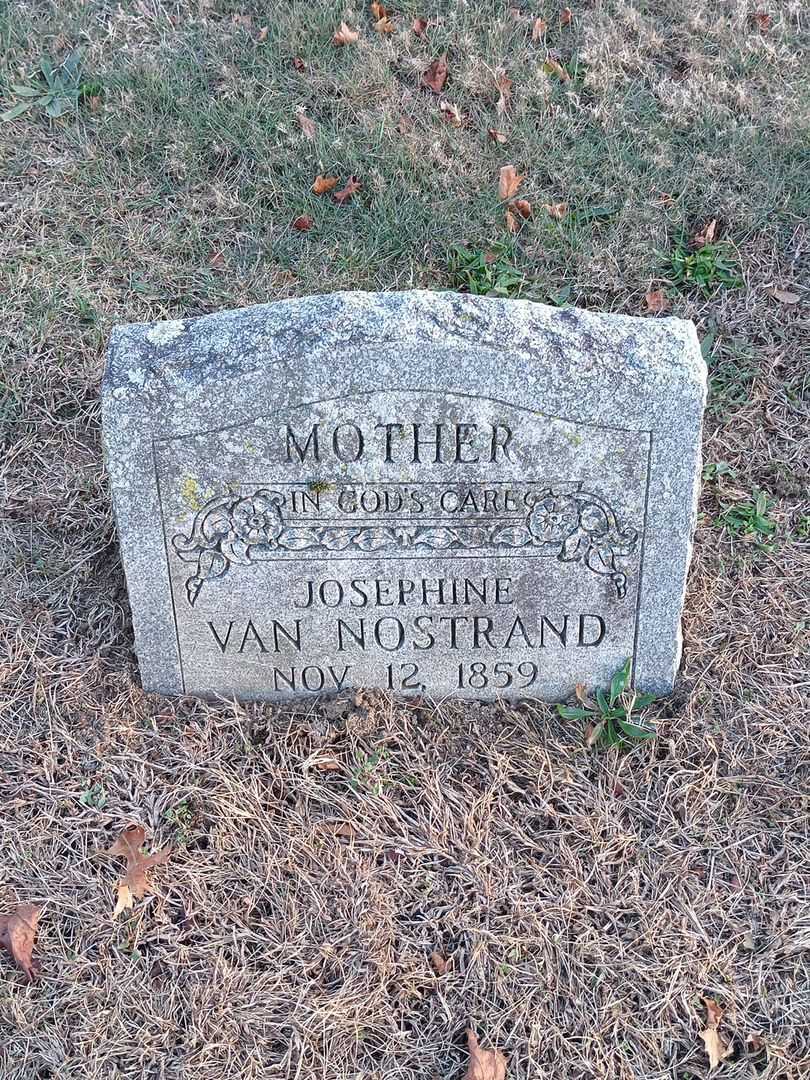 MOTHER
IN GOD'S CARE
JOSEPHINE
VAN NOSTRAND
NOV. 12, 1859